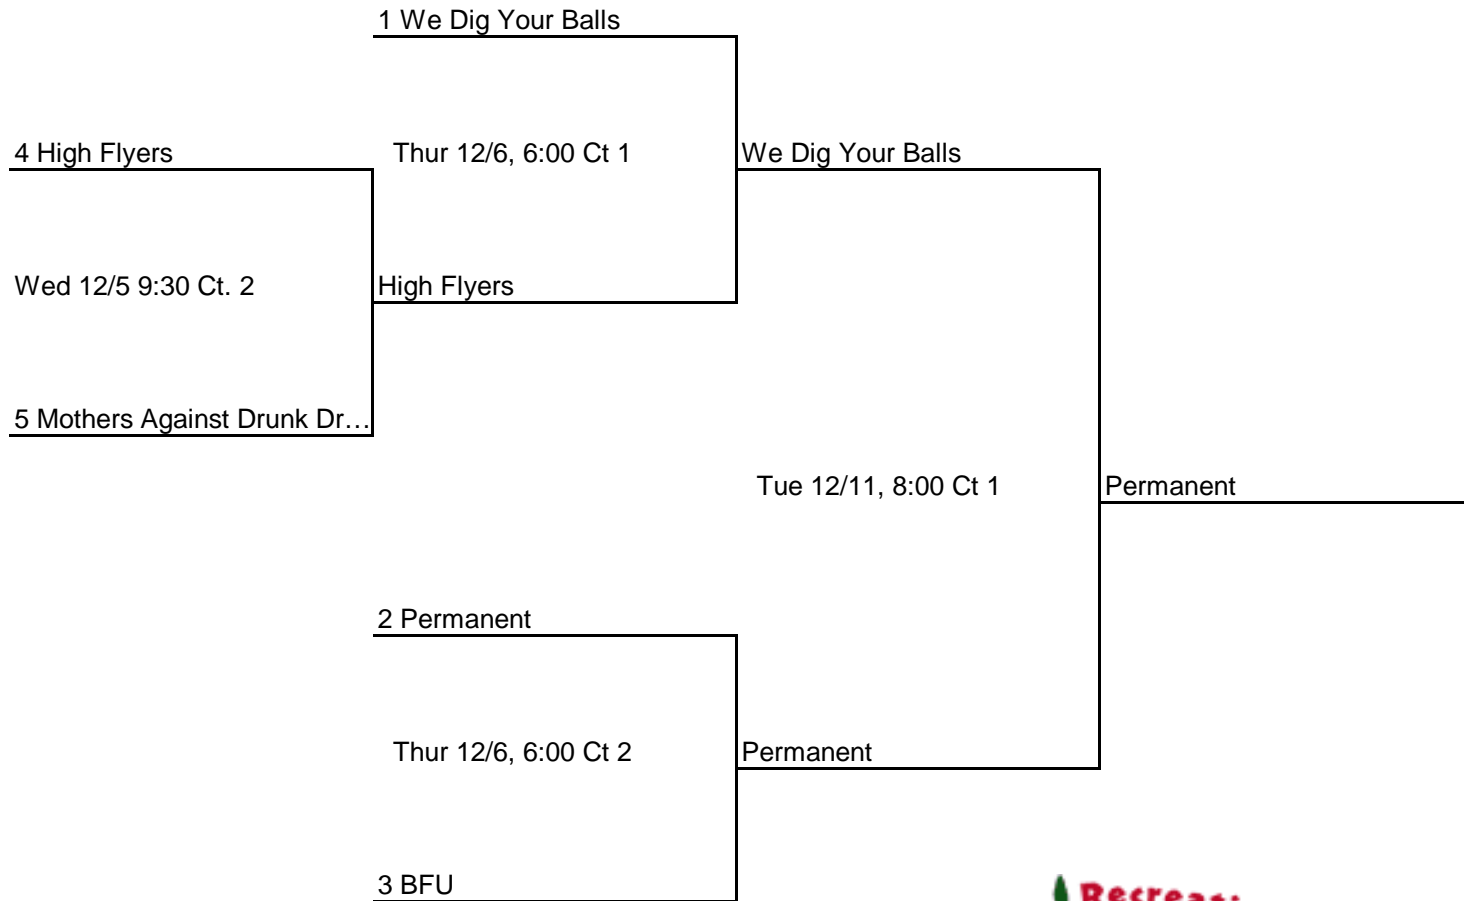 1 We Dig Your Balls
4 High Flyers
Thur 12/6, 6:00 Ct 1
We Dig Your Balls
Wed 12/5 9:30 Ct. 2
High Flyers
5 Mothers Against Drunk Dr…
Tue 12/11, 8:00 Ct 1
Permanent
2 Permanent
Thur 12/6, 6:00 Ct 2
Permanent
3 BFU